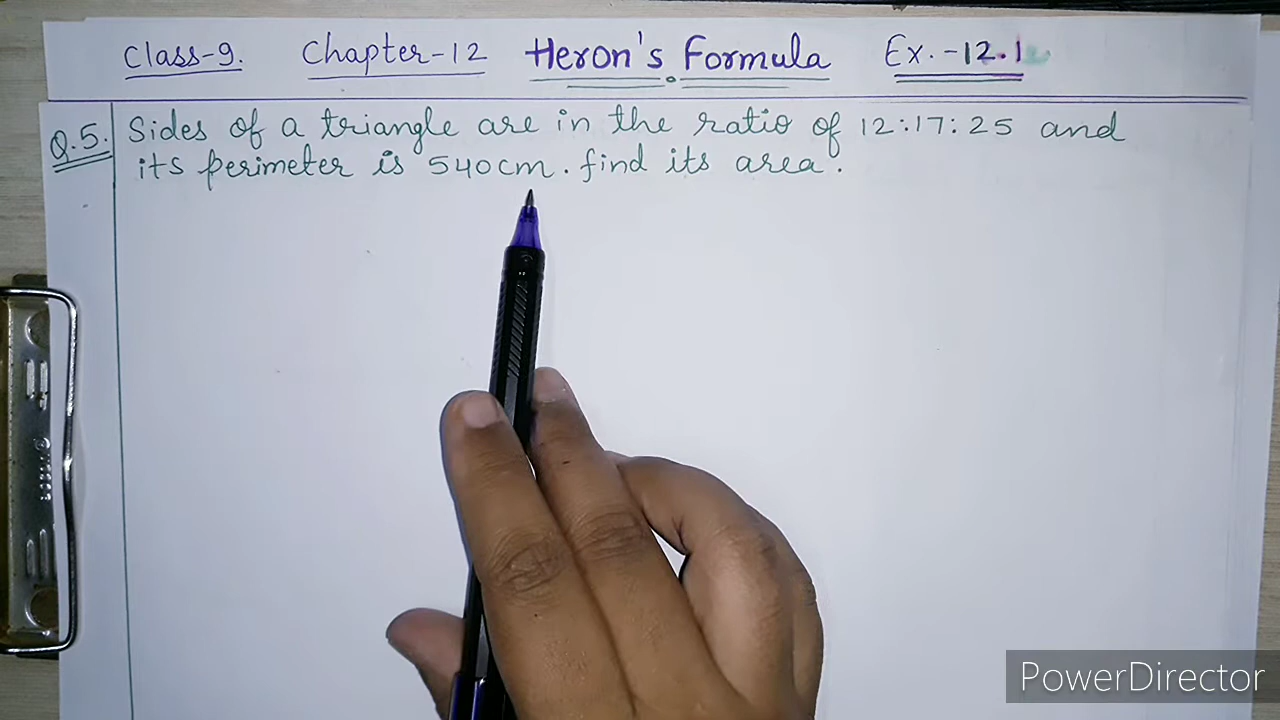 Class-9. Chapter-12 Heron's Formula Ex.-12.1
Q.5. Sides of a triangle are in the ratio of 12:17:25 and
its perimeter is 540cm. find its area.
PowerDirector